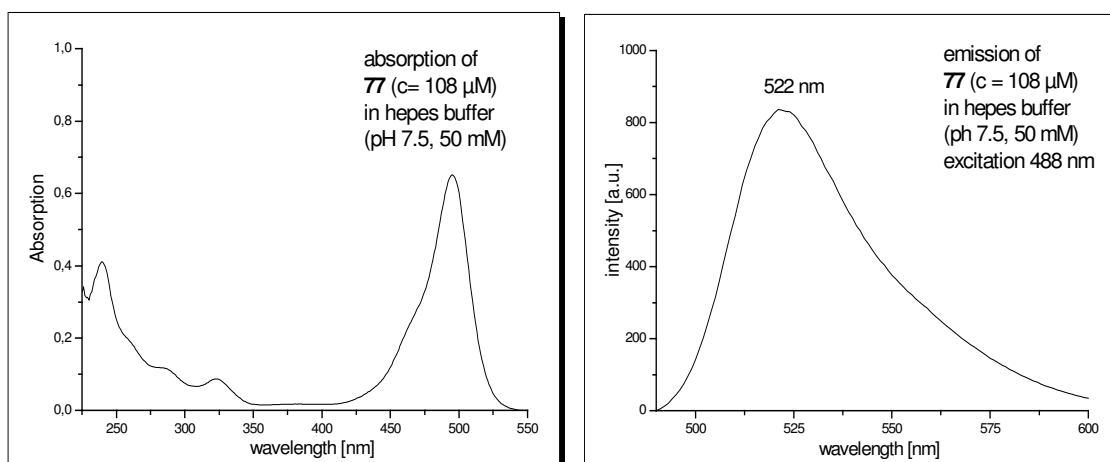 absorption of
77 (c= 108 µM)
in hepes buffer
(pH 7.5, 50 mM)
1,0
0,8
0,6
0,4
0,2
0,0
Absorption
250
300
350
400
450
500
550
wavelength [nm]
emission of
77 (c = 108 µM)
in hepes buffer
(ph 7.5, 50 mM)
excitation 488 nm
522 nm
1000
800
600
400
200
0
intensity [a.u.]
500
525
550
575
600
wavelength [nm]